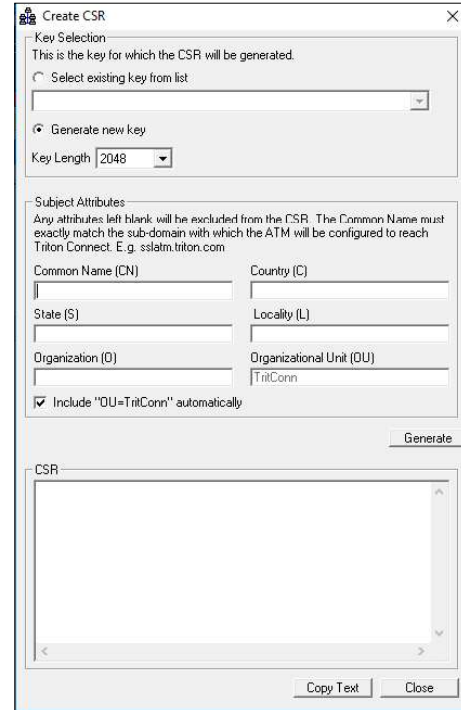 Create CSR
Key Selection
This is the key for which the CSR will be generated.
Select existing key from list
Generate new key
Key Length 2048
Subject Attributes
Any attributes left blank will be excluded from the CSR. The Common Name must
exactly match the sub-domain with which the ATM will be configured to reach
Triton Connect. E.g. sslatm.triton.com
Common Name (CN) Country (C)
State (S) Locality (L)
Organization (O) Organizational Unit (OU)
TritConn
Include "OU=TritConn" automatically
Generate
CSR
Copy Text Close